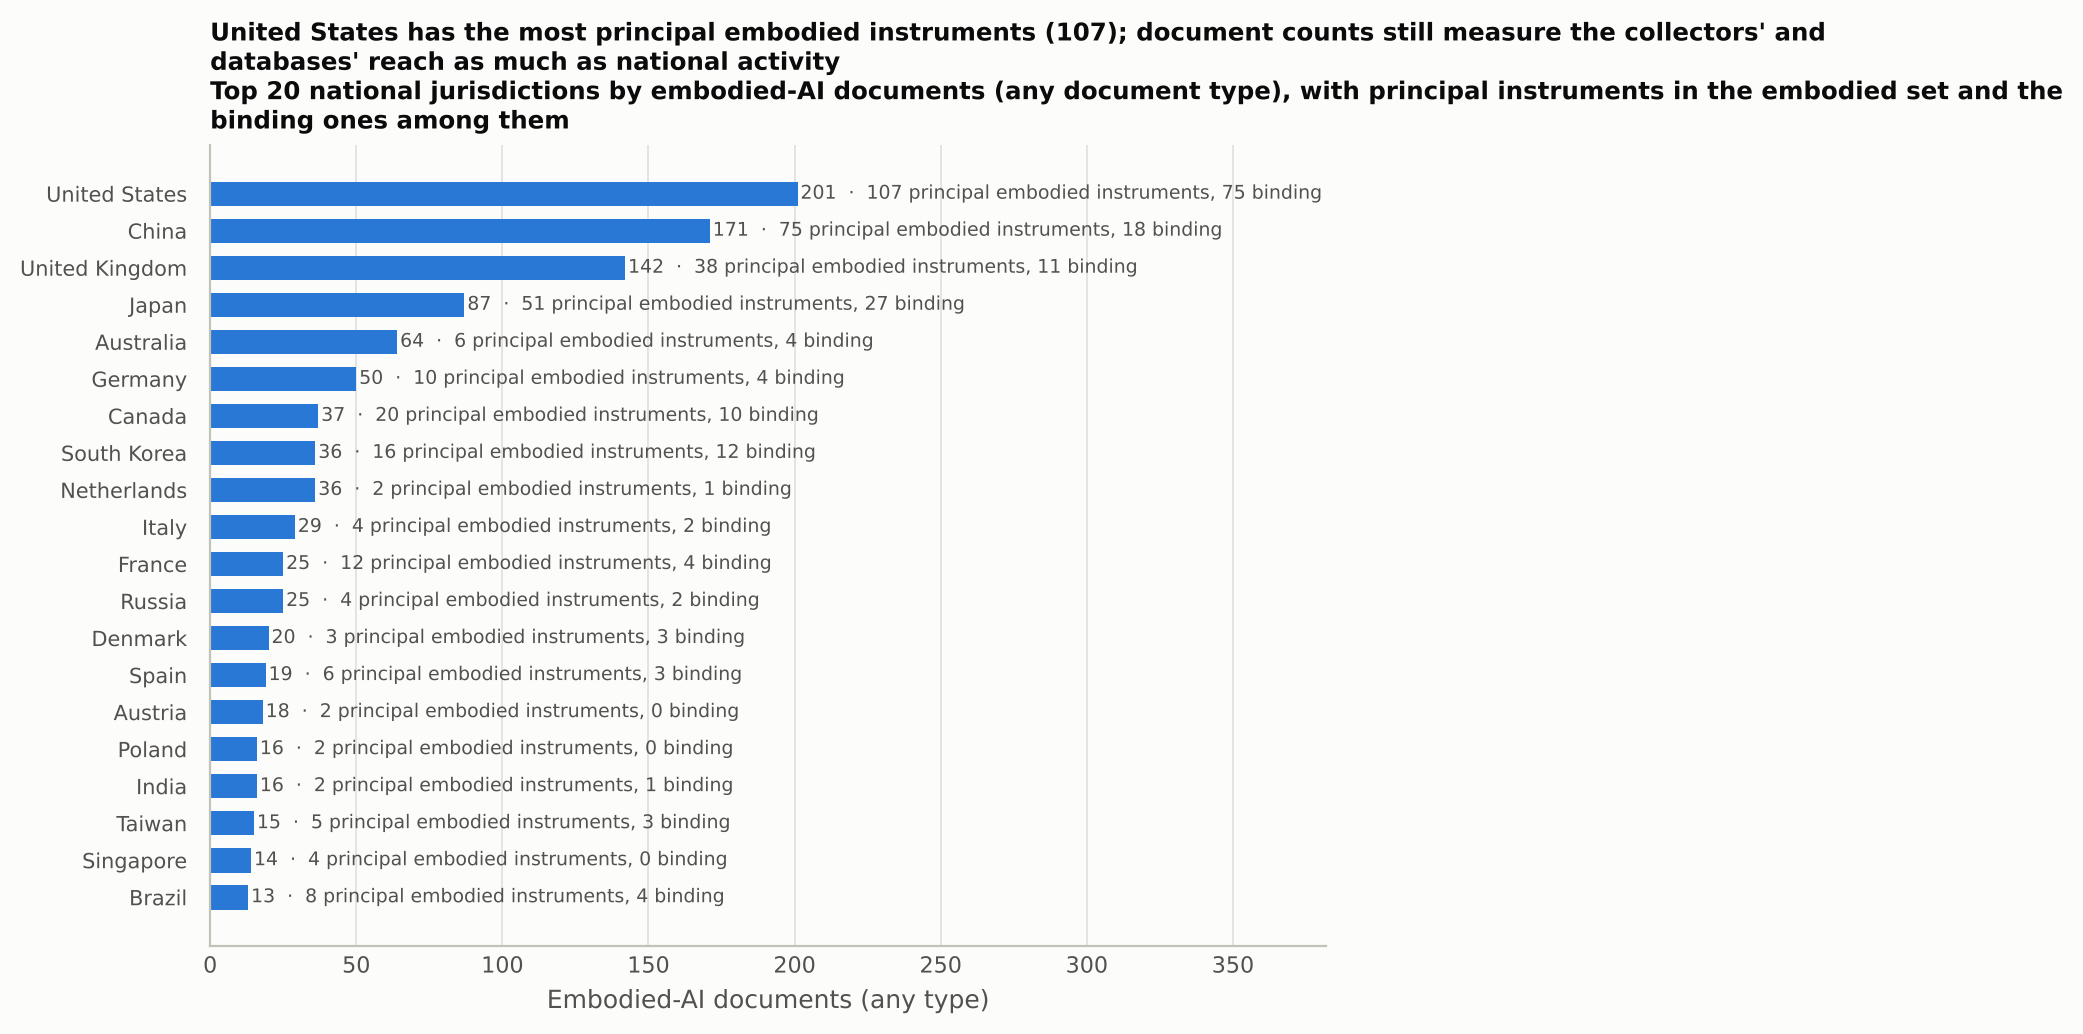 United States has the most principal embodied instruments (107); document counts still measure the collectors' and
databases' reach as much as national activity
Top 20 national jurisdictions by embodied-AI documents (any document type), with principal instruments in the embodied set and the
binding ones among them
United States 201 · 107 principal embodied instruments, 75 binding
China 171 · 75 principal embodied instruments, 18 binding
United Kingdom 142 · 38 principal embodied instruments, 11 binding
Japan 87 · 51 principal embodied instruments, 27 binding
Australia 64 · 6 principal embodied instruments, 4 binding
Germany 50 · 10 principal embodied instruments, 4 binding
Canada 37 · 20 principal embodied instruments, 10 binding
South Korea 36 · 16 principal embodied instruments, 12 binding
Netherlands 36 · 2 principal embodied instruments, 1 binding
Italy 29 · 4 principal embodied instruments, 2 binding
France 25 · 12 principal embodied instruments, 4 binding
Russia 25 · 4 principal embodied instruments, 2 binding
Denmark 20 · 3 principal embodied instruments, 3 binding
Spain 19 · 6 principal embodied instruments, 3 binding
Austria 18 · 2 principal embodied instruments, 0 binding
Poland 16 · 2 principal embodied instruments, 0 binding
India 16 · 2 principal embodied instruments, 1 binding
Taiwan 15 · 5 principal embodied instruments, 3 binding
Singapore 14 · 4 principal embodied instruments, 0 binding
Brazil 13 · 8 principal embodied instruments, 4 binding
0 50 100 150 200 250 300 350
Embodied-AI documents (any type)